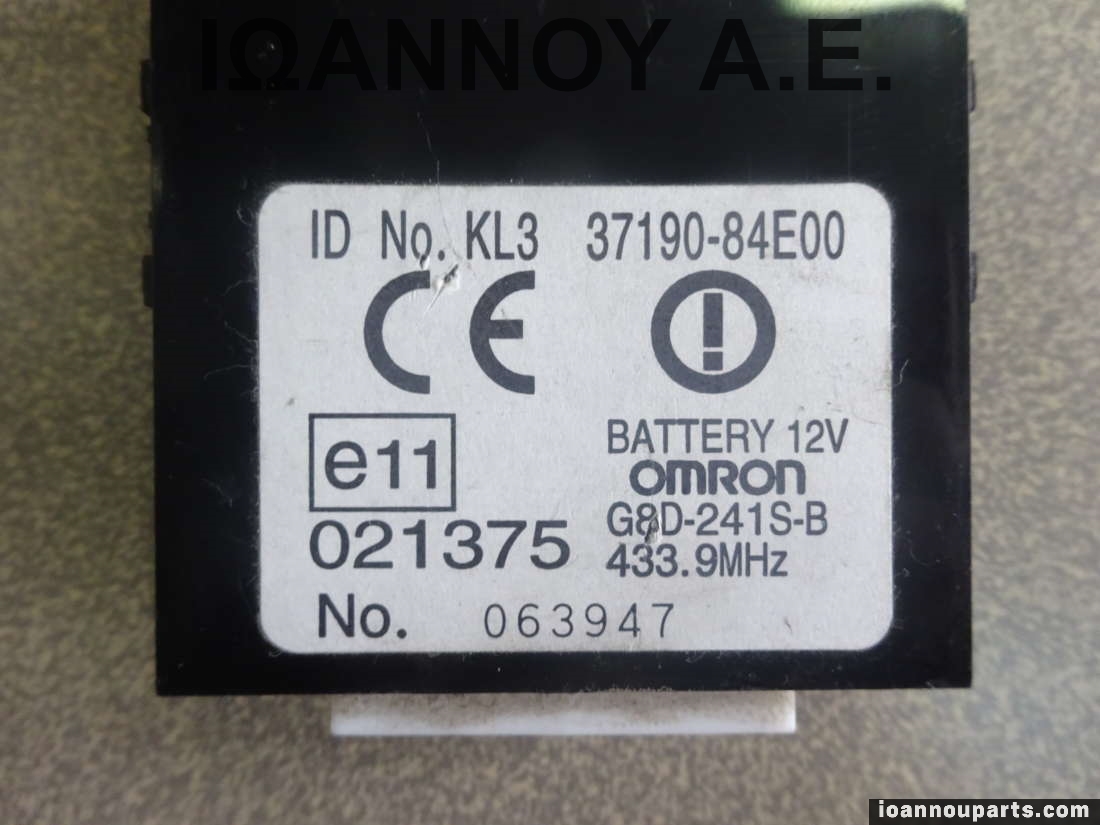 ΙΩΑΝΝΟΥ Α.Ε.
ID No. KL3 37190-84E00
CE
e11
021375
BATTERY 12V
OMRON
G8D-241S-B
433.9MHz
No. 063947
ioannouparts.com